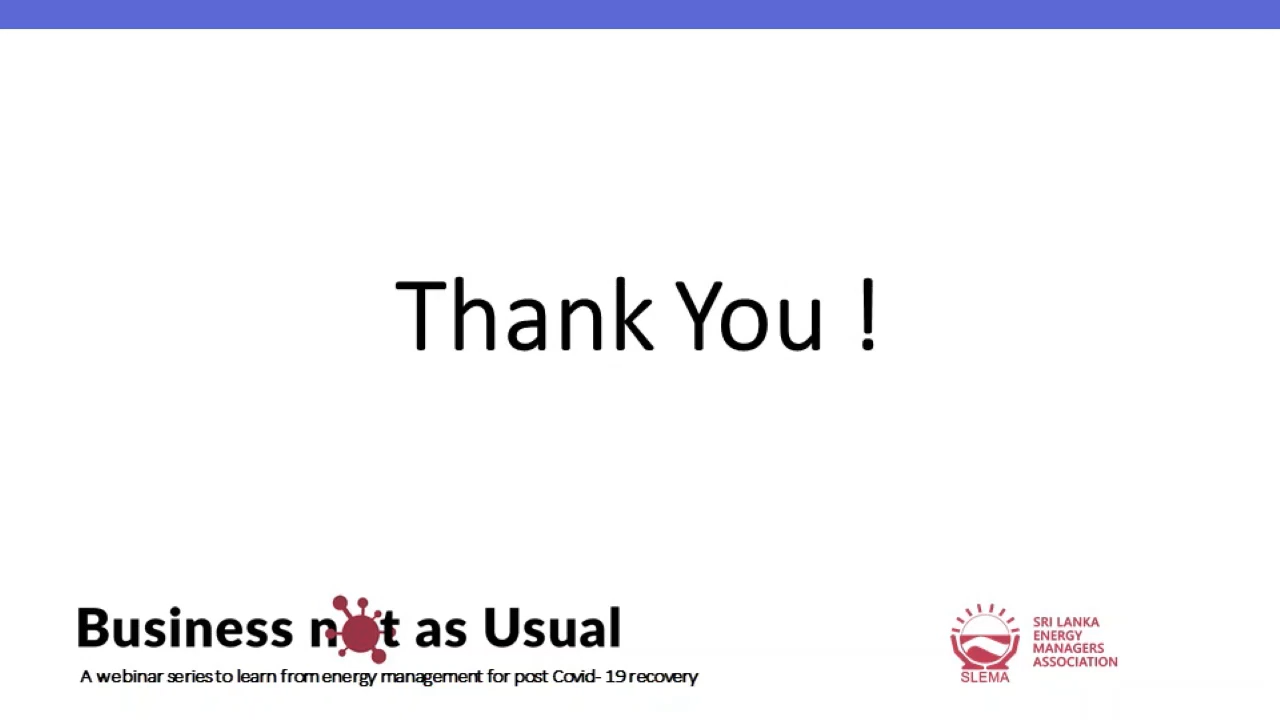 Thank You !
Business not as Usual
A webinar series to learn from energy management for post Covid- 19 recovery
SRI LANKA
ENERGY
MANAGERS
ASSOCIATION
SLEMA